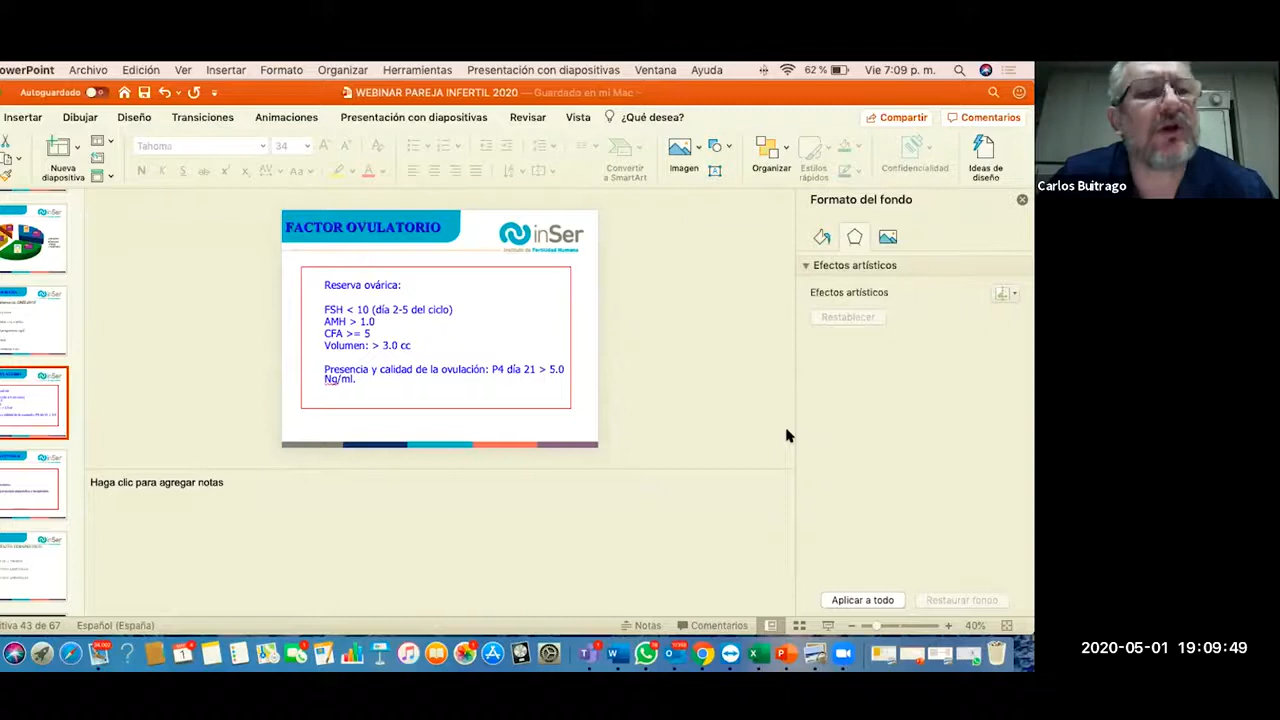 owerPoint Archivo Edición Ver Insertar Formato Organizar Herramientas Presentación con diapositivas Ventana Ayuda 62 % Vie 7:09 p. m.
Autoguardado WEBINAR PAREJA INFERTIL 2020 — Guardado en mi Mac
Insertar Dibujar Diseño Transiciones Animaciones Presentación con diapositivas Revisar Vista ¿Qué desea? Compartir Comentarios
Tahoma 34
Nueva diapositiva
Convertir a SmartArt
Imagen
Organizar
Estilos rápidos
Confidencialidad
Ideas de diseño
Carlos Buitrago
Formato del fondo
Efectos artísticos
Efectos artísticos
Restablecer
FACTOR OVULATORIO
inSer
Instituto de Fertilidad Humana
Reserva ovárica:
FSH < 10 (día 2-5 del ciclo)
AMH > 1.0
CFA >= 5
Volumen: > 3.0 cc
Presencia y calidad de la ovulación: P4 día 21 > 5.0
Ng/ml.
Haga clic para agregar notas
Aplicar a todo Restaurar fondo
itiva 43 de 67 Español (España) Notas Comentarios 40%
2020-05-01 19:09:49